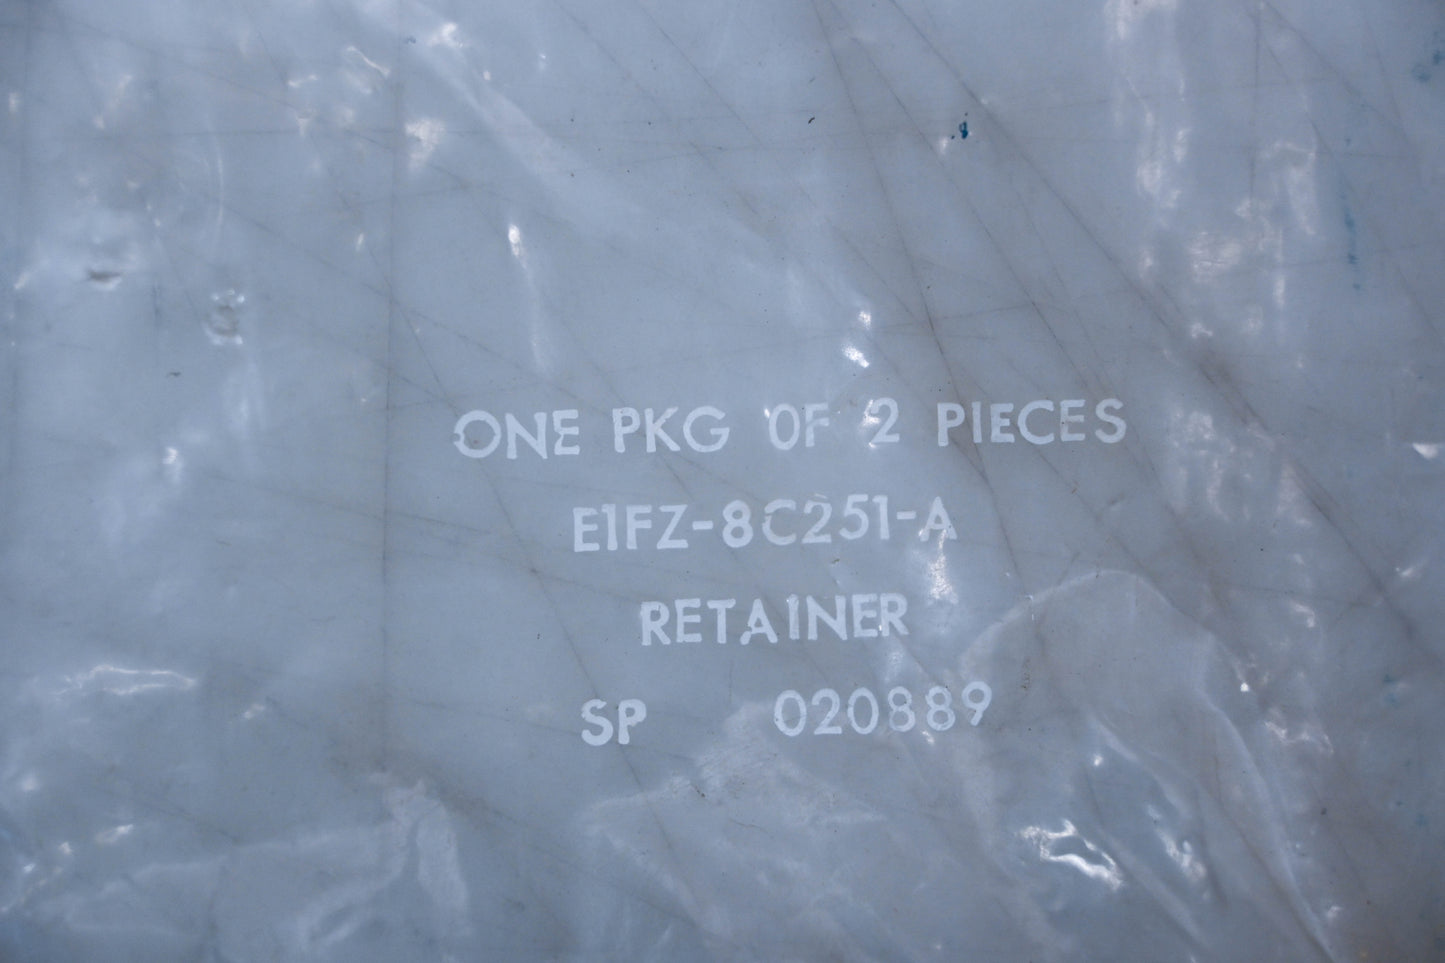 ONE PKG OF 2 PIECES
E1FZ-8C251-A
RETAINER
SP 020889